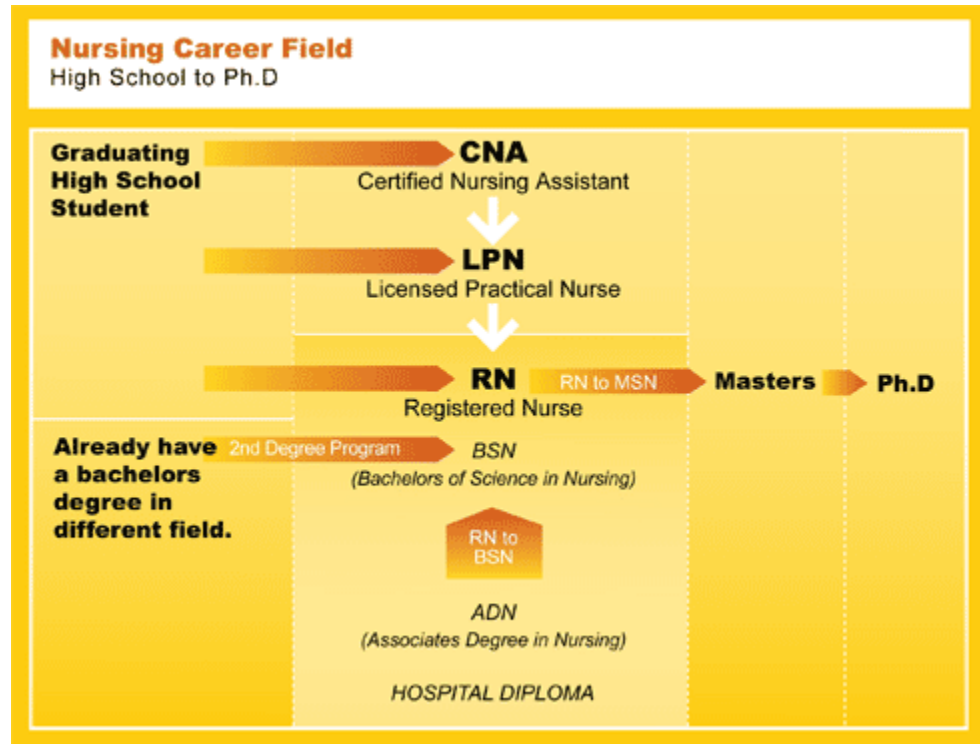 Nursing Career Field
High School to Ph.D
Graduating
High School
Student
CNA
Certified Nursing Assistant
LPN
Licensed Practical Nurse
RN
Registered Nurse
RN to MSN
Masters
Ph.D
Already have
a bachelors
degree in
different field.
2nd Degree Program
BSN
(Bachelors of Science in Nursing)
RN to
BSN
ADN
(Associates Degree in Nursing)
HOSPITAL DIPLOMA